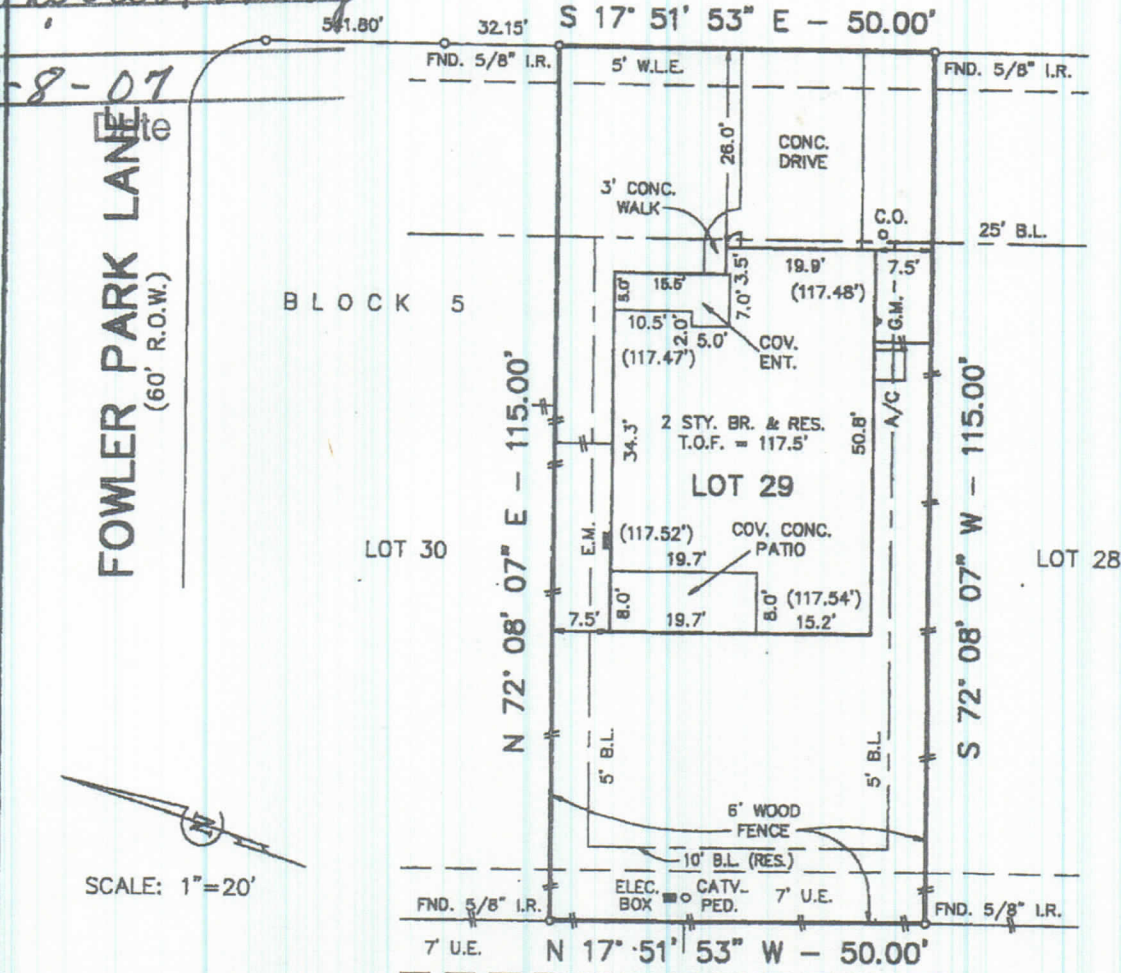 541.80'
32.15'
S 17° 51' 53" E - 50.00'
FND. 5/8" I.R.
5' W.L.E.
FND. 5/8" I.R.
-8-07
Date
FOWLER PARK LANE
(60' R.O.W.)
26.0'
CONC.
DRIVE
3' CONC.
WALK
C.O.
25' B.L.
BLOCK 5
5.0'
15.5'
3.5'
7.0'
19.9'
7.5'
(117.48')
G.M.
10.5'
2.0'
5.0'
COV.
ENT.
(117.47')
A/C
N 72° 08' 07" E - 115.00'
34.3'
2 STY. BR. & RES.
T.O.F. = 117.5'
50.8'
S 72° 08' 07" W - 115.00'
LOT 29
LOT 30
E.M.
(117.52')
COV. CONC.
PATIO
LOT 28
19.7'
8.0'
8.0'
(117.54')
7.5'
19.7'
15.2'
5' B.L.
5' B.L.
N
6' WOOD
FENCE
10' B.L. (RES.)
SCALE: 1"=20'
ELEC.
BOX
CATV-
PED.
7' U.E.
FND. 5/8" I.R.
FND. 5/8" I.R.
7' U.E.
N 17° 51' 53" W - 50.00'